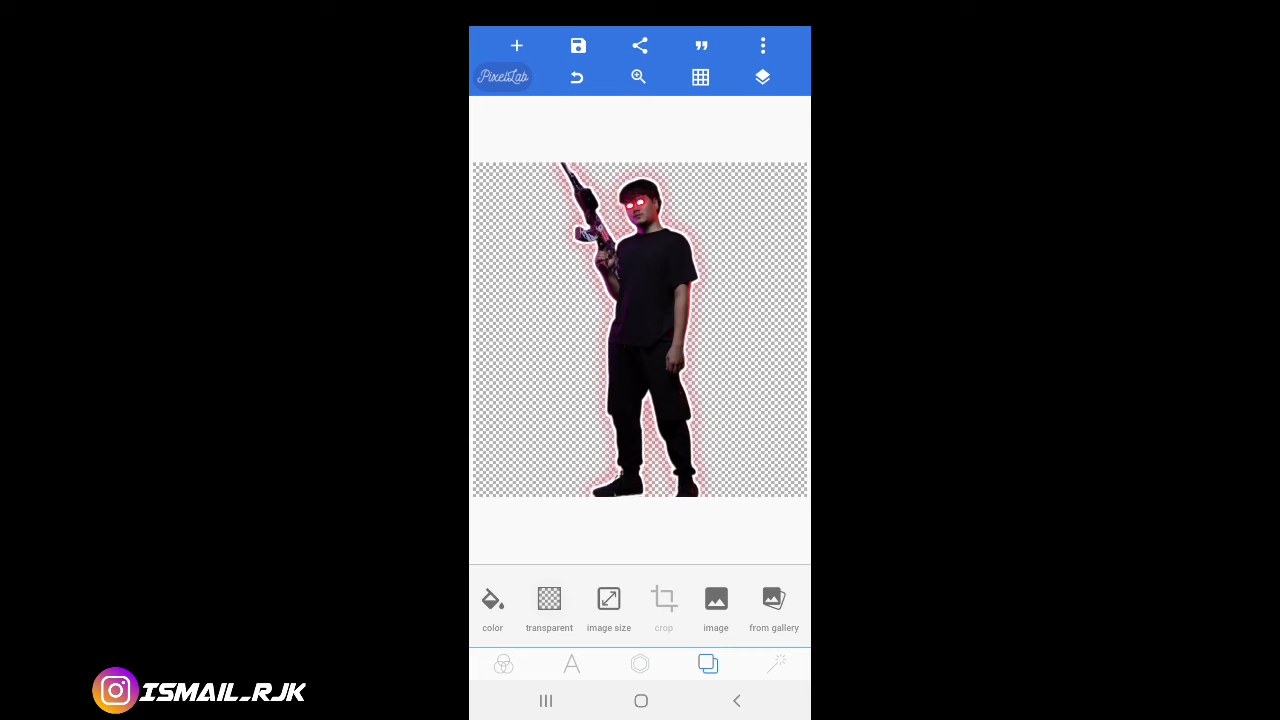 PixelLab
color
transparent
image size
crop
image
from gallery
ISMAIL_RJK